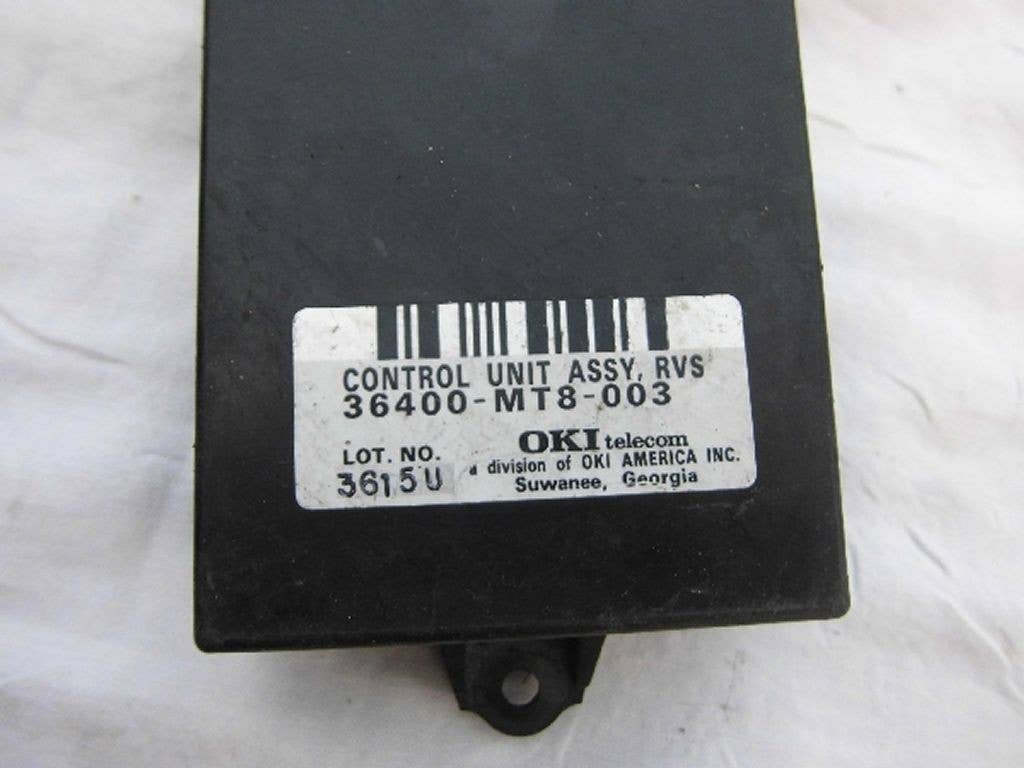 CONTROL UNIT ASSY, RVS
36400-MT8-003
LOT. NO.
3615U
OKI telecom
a division of OKI AMERICA INC.
Suwanee, Georgia